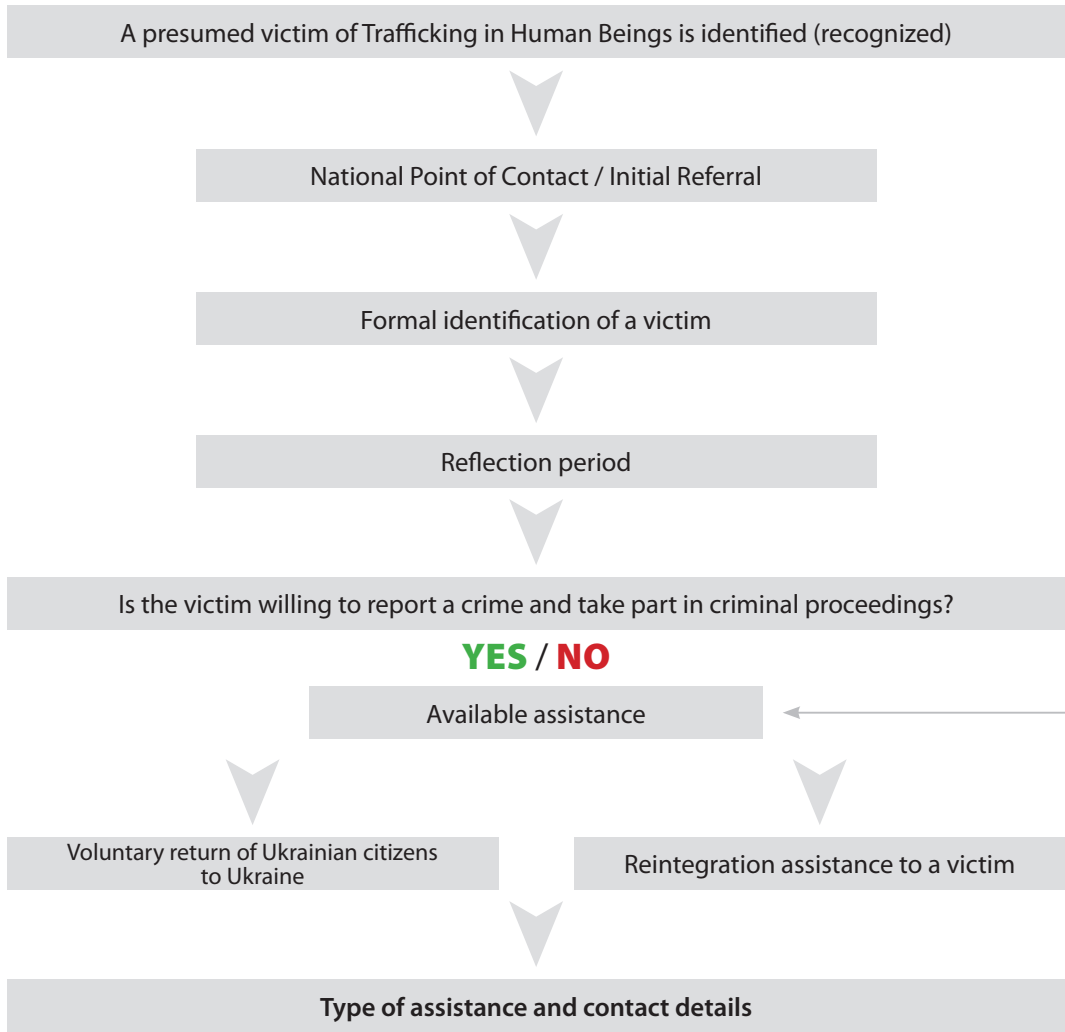 A presumed victim of Trafficking in Human Beings is identified (recognized)
National Point of Contact / Initial Referral
Formal identification of a victim
Reflection period
Is the victim willing to report a crime and take part in criminal proceedings?
YES / NO
Available assistance
Voluntary return of Ukrainian citizens
to Ukraine
Reintegration assistance to a victim
Type of assistance and contact details